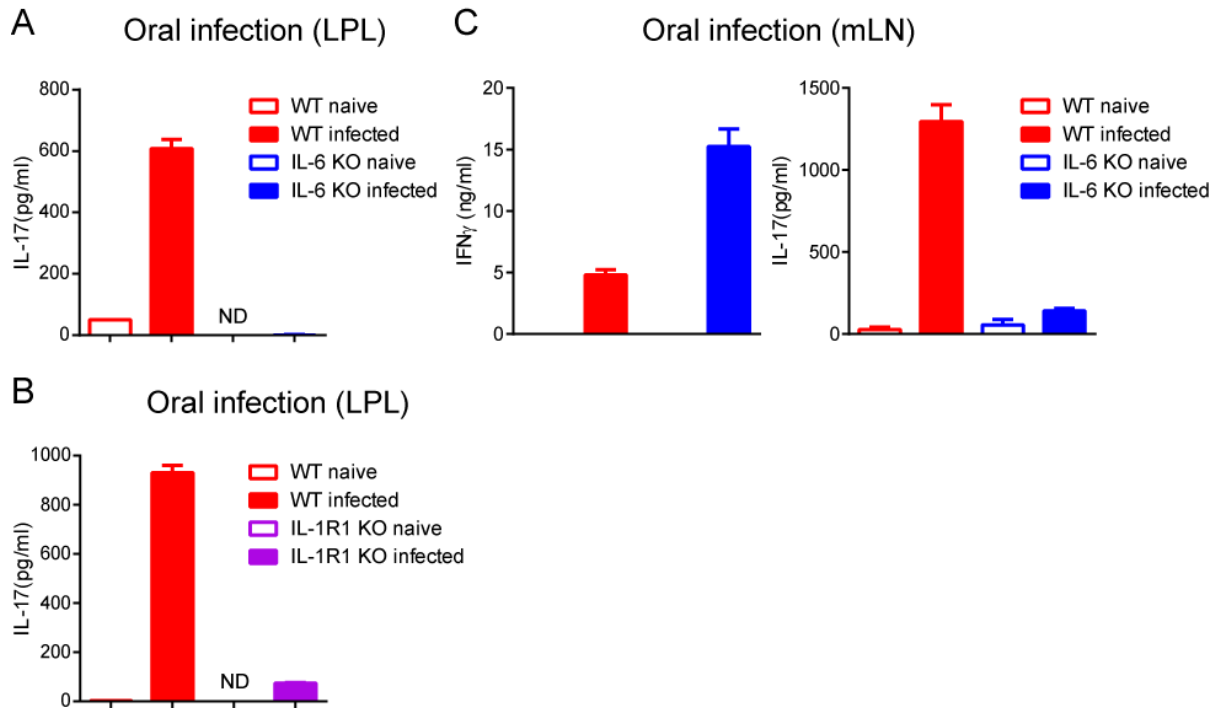 A
Oral infection (LPL)
IL-17(pg/ml)
800
600
400
200
0
ND
WT naive
WT infected
IL-6 KO naive
IL-6 KO infected
C
Oral infection (mLN)
IFNγ (ng/ml)
20
15
10
5
0
IL-17(pg/ml)
1500
1000
500
0
WT naive
WT infected
IL-6 KO naive
IL-6 KO infected
B
Oral infection (LPL)
IL-17(pg/ml)
1000
800
600
400
200
0
ND
WT naive
WT infected
IL-1R1 KO naive
IL-1R1 KO infected